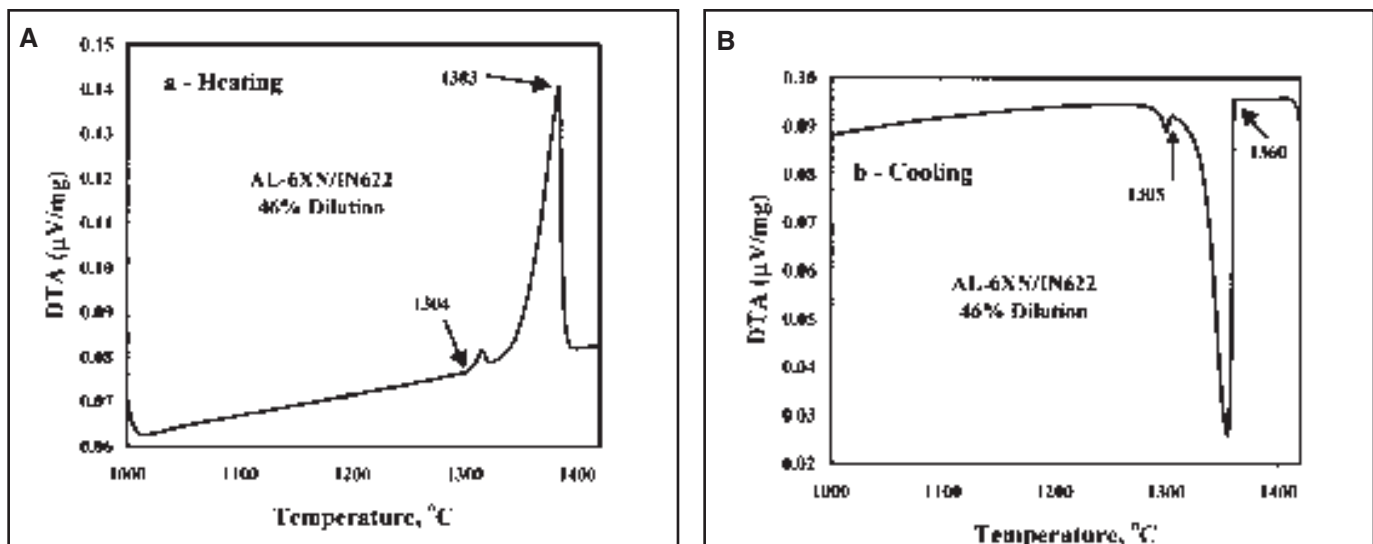 A
0.15
a - Heating
1383
0.14
0.13
0.12
AL-6XN/IN622
46% Dilution
0.11
0.10
0.09
1304
0.08
0.07
0.06
DTA (µV/mg)
1000
1100
1200
1300
1400
Temperature, °C
B
0.10
0.09
1360
b - Cooling
0.08
1305
0.07
0.06
AL-6XN/IN622
46% Dilution
0.05
0.04
0.03
0.02
DTA (µV/mg)
1000
1100
1200
1300
1400
Temperature, °C